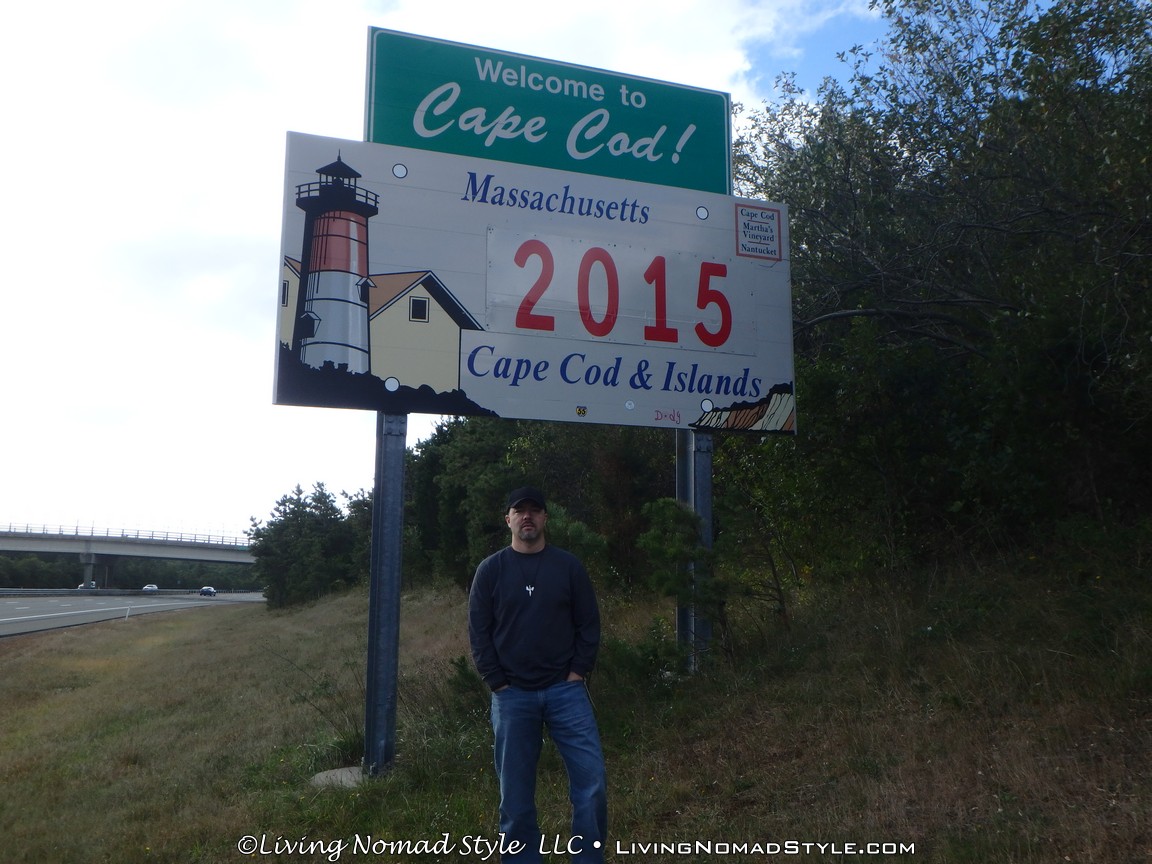 Welcome to
Cape Cod!
Massachusetts
Cape Cod
Martha's
Vineyard
Nantucket
2015
Cape Cod & Islands
55
©Living Nomad Style LLC • LivingNomadStyle.com